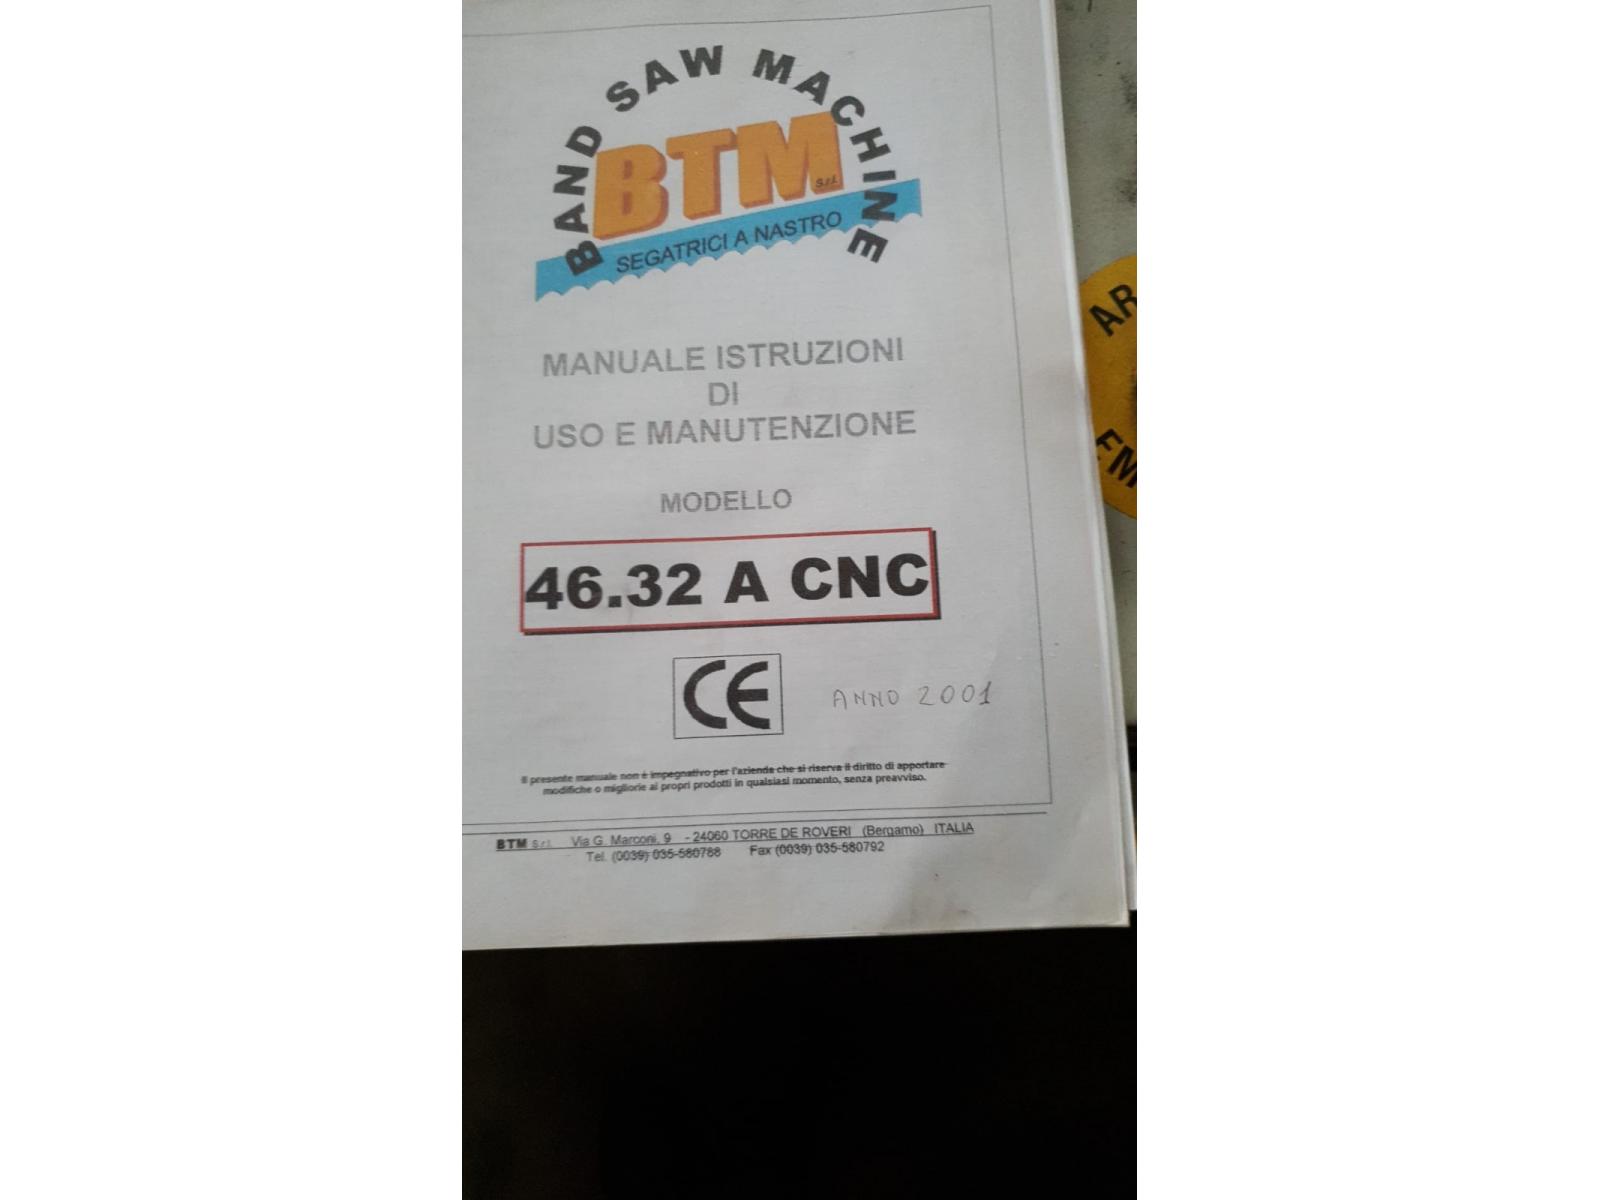 BAND SAW MACHINE
BTM s.r.l.
SEGATRICI A NASTRO
MANUALE ISTRUZIONI
DI
USO E MANUTENZIONE
MODELLO
46.32 A CNC
CE
ANNO 2001
Il presente manuale non è impegnativo per l'azienda che si riserva il diritto di apportare
modifiche o migliorie ai propri prodotti in qualsiasi momento, senza preavviso.
BTM S.r.l. Via G. Marconi, 9 - 24060 TORRE DE ROVERI (Bergamo) ITALIA
Tel. (0039) 035-580788 Fax (0039) 035-580792
AR
EM